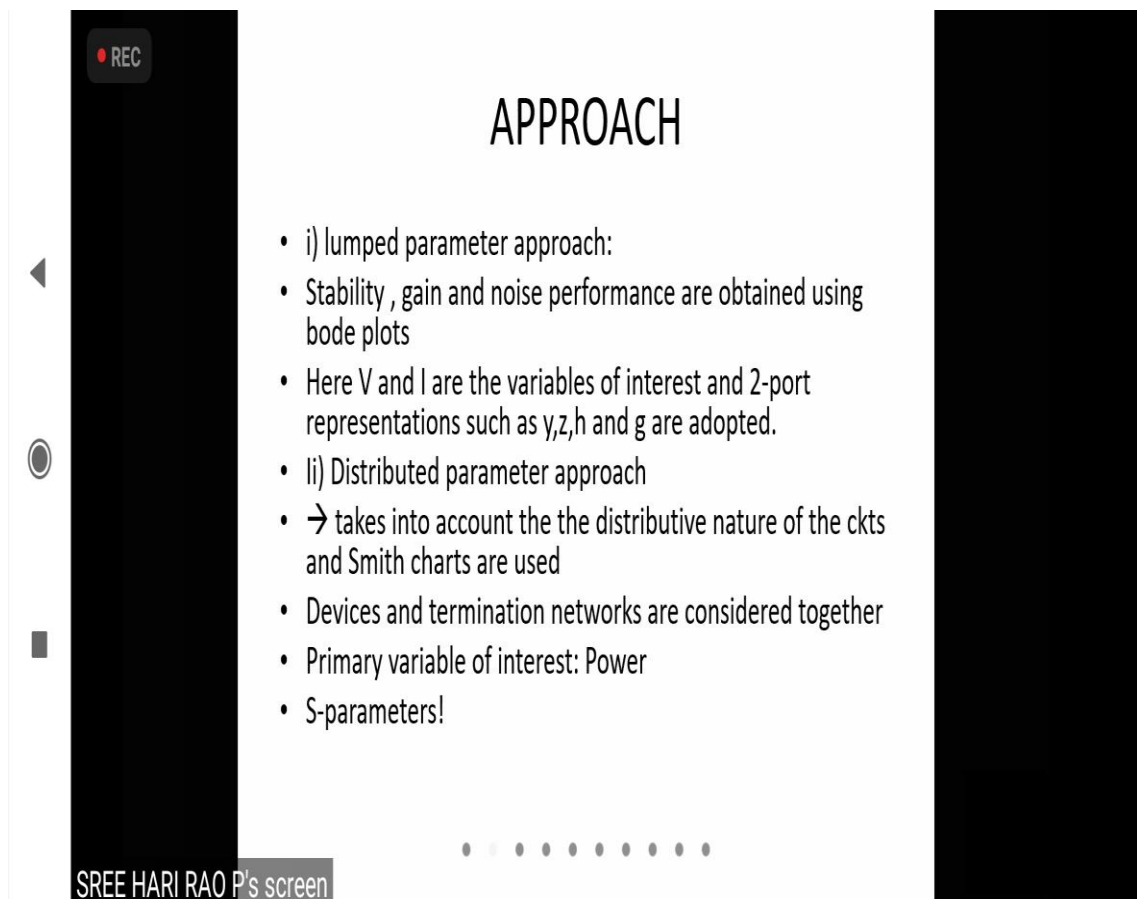 REC
APPROACH
• i) lumped parameter approach:
• Stability , gain and noise performance are obtained using
bode plots
• Here V and I are the variables of interest and 2-port
representations such as y,z,h and g are adopted.
• Ii) Distributed parameter approach
• → takes into account the the distributive nature of the ckts
and Smith charts are used
• Devices and termination networks are considered together
• Primary variable of interest: Power
• S-parameters!
SREE HARI RAO P's screen